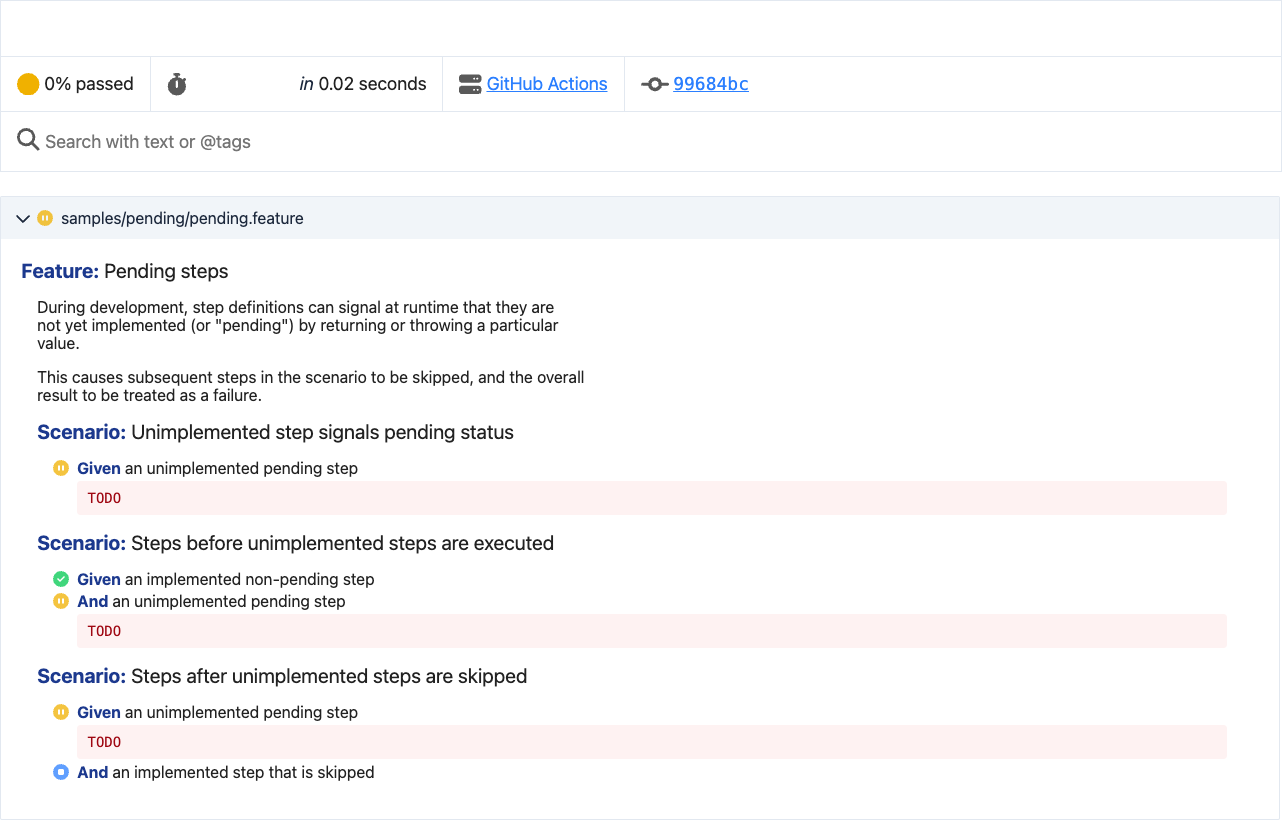 0% passed
in 0.02 seconds
GitHub Actions
99684bc
Search with text or @tags
samples/pending/pending.feature
Feature: Pending steps
During development, step definitions can signal at runtime that they are
not yet implemented (or "pending") by returning or throwing a particular
value.
This causes subsequent steps in the scenario to be skipped, and the overall
result to be treated as a failure.
Scenario: Unimplemented step signals pending status
Given an unimplemented pending step
TODO
Scenario: Steps before unimplemented steps are executed
Given an implemented non-pending step
And an unimplemented pending step
TODO
Scenario: Steps after unimplemented steps are skipped
Given an unimplemented pending step
TODO
And an implemented step that is skipped